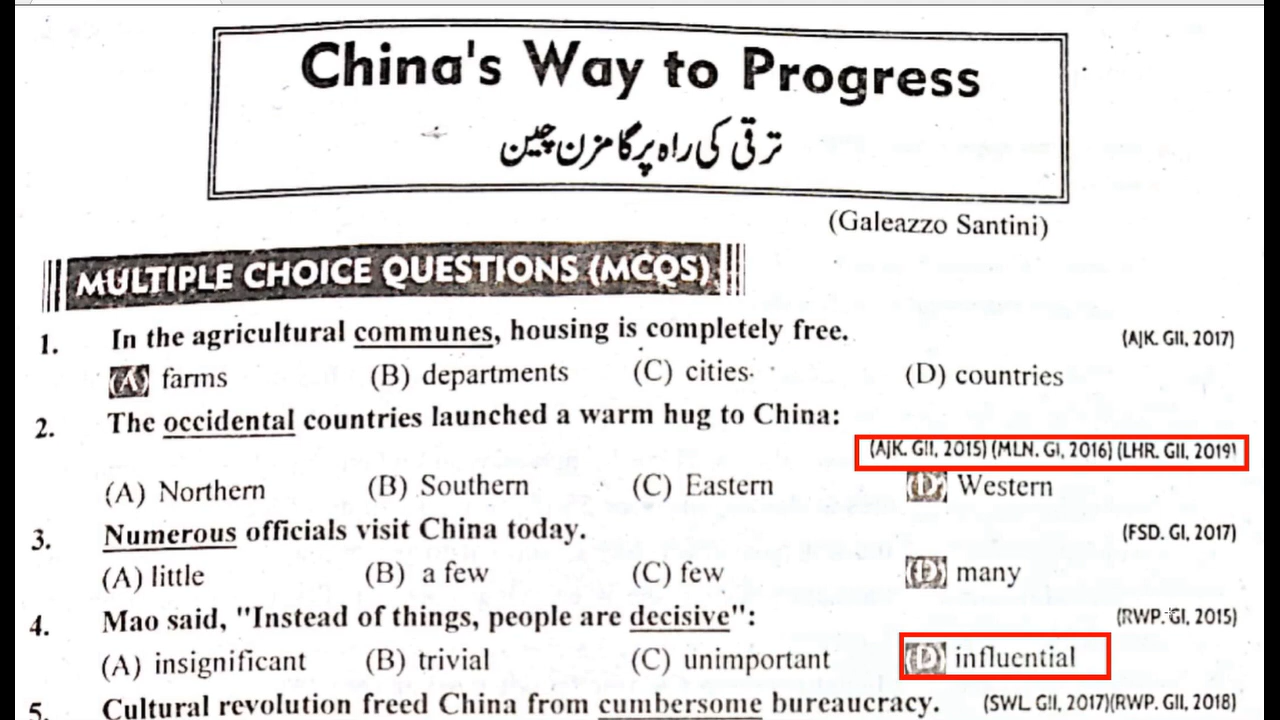 China's Way to Progress
ترقی کی راہ پر گامزن چین
(Galeazzo Santini)
MULTIPLE CHOICE QUESTIONS (MCQS)
1. In the agricultural communes, housing is completely free. (AJK. GII, 2017)
(A) farms (B) departments (C) cities (D) countries
2. The occidental countries launched a warm hug to China:
(AJK. GII, 2015) (MLN. GI, 2016) (LHR. GII, 2019)
(A) Northern (B) Southern (C) Eastern (D) Western
3. Numerous officials visit China today. (FSD. GI, 2017)
(A) little (B) a few (C) few (D) many
4. Mao said, "Instead of things, people are decisive": (RWP. GI, 2015)
(A) insignificant (B) trivial (C) unimportant (D) influential
5. Cultural revolution freed China from cumbersome bureaucracy. (SWL. GII, 2017)(RWP. GII, 2018)